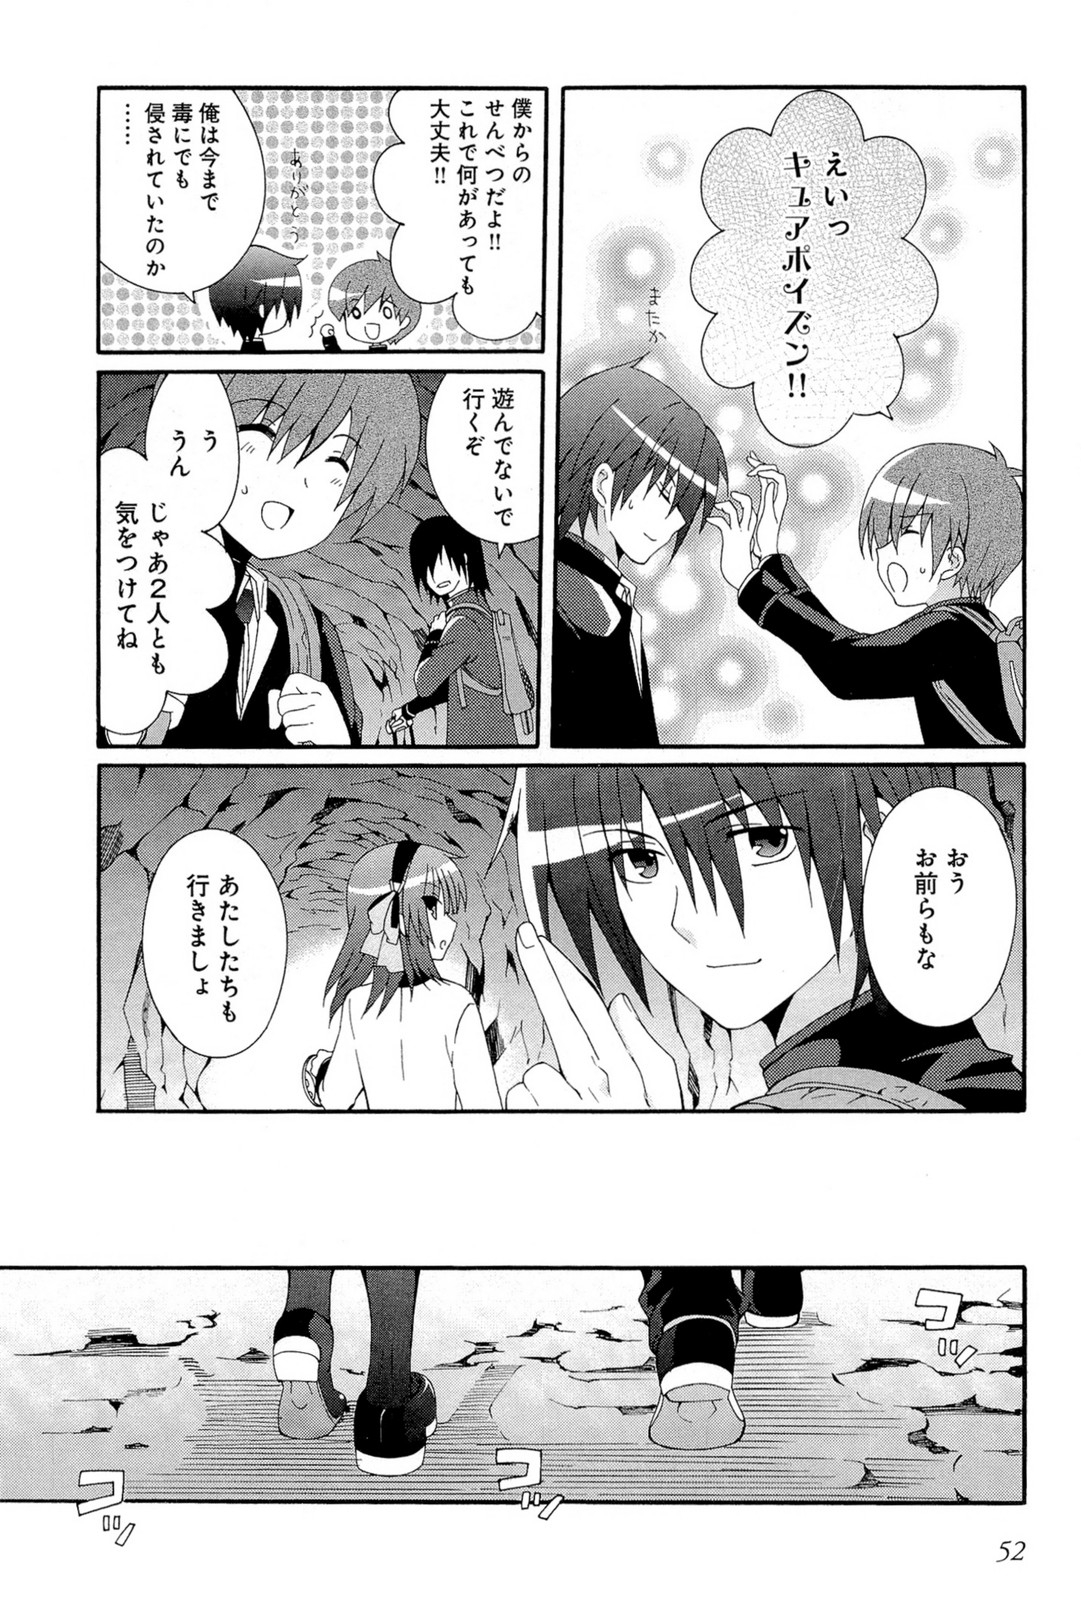 えいっ
キュアポイズン!!
またか
僕からの
せんべつだよ!!
これで何があっても
大丈夫!!
ありがとう
俺は今まで
毒にでも
侵されていたのか
……
遊んでないで
行くぞ
う
うん
じゃあ2人とも
気をつけてね
おう
お前らもな
あたしたちも
行きましょ
コッ
コッ
コッ
52